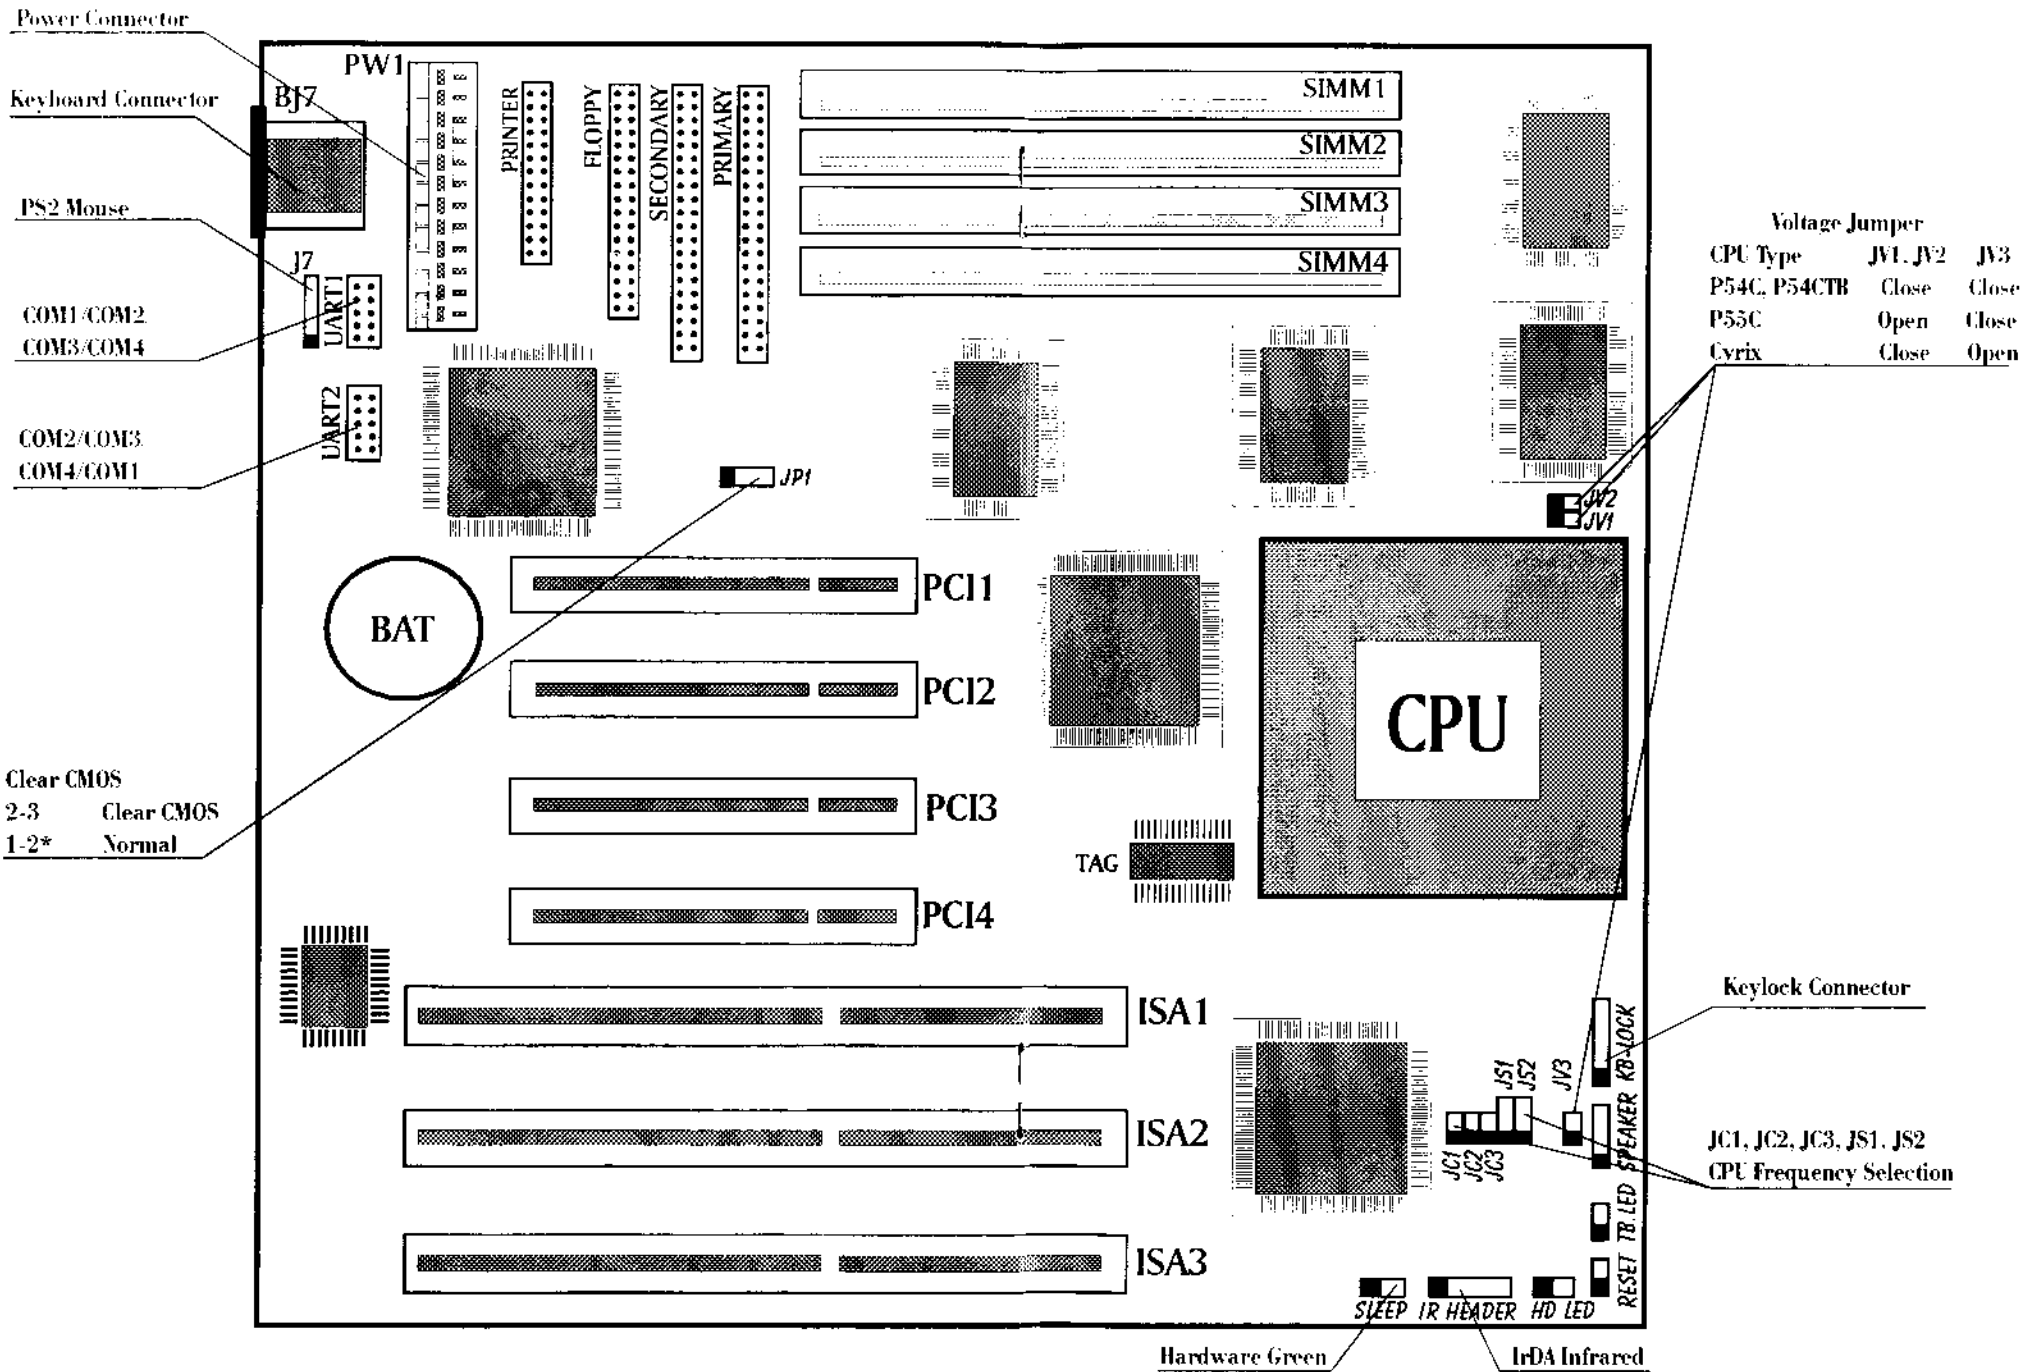 Power Connector
PW1
Keyboard Connector
BJ7
PRINTER
FLOPPY
SECONDARY
PRIMARY
SIMM1
SIMM2
SIMM3
SIMM4
PS2 Mouse
J7
UART1
COM1/COM2
COM3/COM4
UART2
COM2/COM3
COM4/COM1
JP1
Voltage Jumper
CPU Type JV1, JV2 JV3
P54C, P54CTB Close Close
P55C Open Close
Cyrix Close Open
JV2
JV1
BAT
PCI1
PCI2
PCI3
PCI4
CPU
TAG
Clear CMOS
2-3 Clear CMOS
1-2* Normal
ISA1
ISA2
ISA3
Keylock Connector
KB-LOCK
JS1
JS2
JV3
JC1
JC2
JC3
SPEAKER
JC1, JC2, JC3, JS1, JS2
CPU Frequency Selection
TB.LED
RESET
SLEEP
IR HEADER
HD LED
Hardware Green
IrDA Infrared